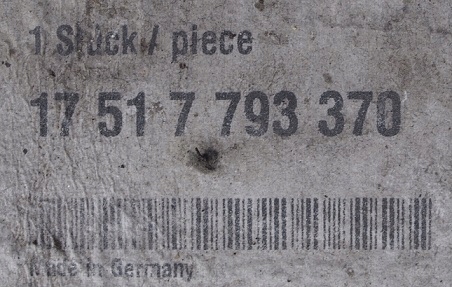 1 Stück / piece
17 51 7 793 370
Made in Germany